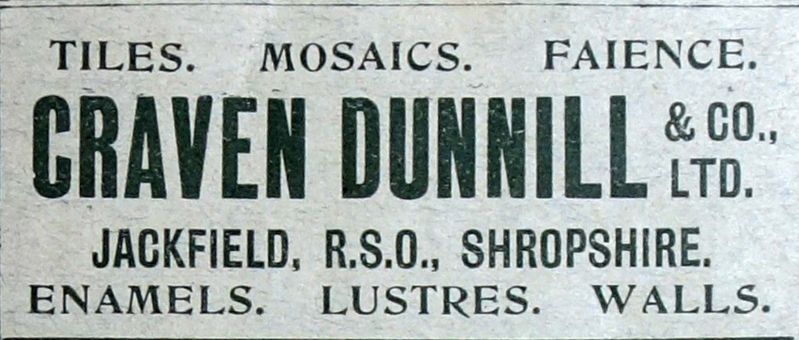 TILES. MOSAICS. FAIENCE.
CRAVEN DUNNILL & CO., LTD.
JACKFIELD, R.S.O., SHROPSHIRE.
ENAMELS. LUSTRES. WALLS.